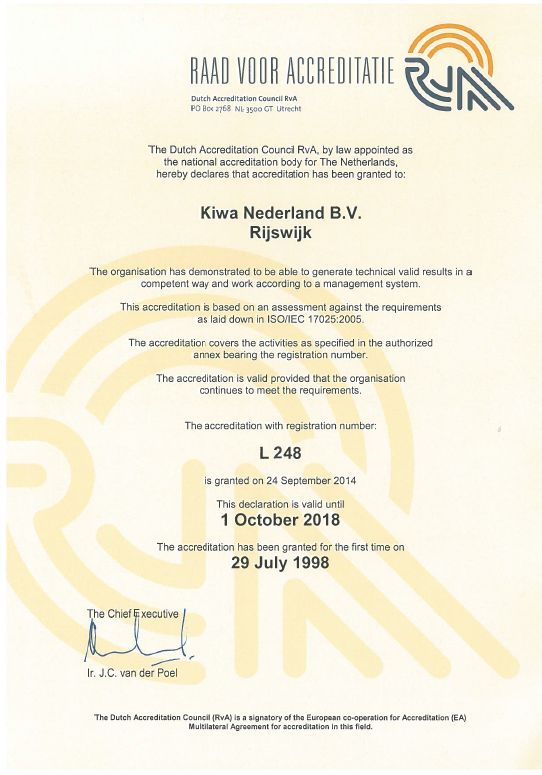 RAAD VOOR ACCREDITATIE
RvA
Dutch Accreditation Council RvA
PO Box 2768 NL 3500 GT Utrecht
The Dutch Accreditation Council RvA, by law appointed as
the national accreditation body for The Netherlands,
hereby declares that accreditation has been granted to:
Kiwa Nederland B.V.
Rijswijk
The organisation has demonstrated to be able to generate technical valid results in a
competent way and work according to a management system.
This accreditation is based on an assessment against the requirements
as laid down in ISO/IEC 17025:2005.
The accreditation covers the activities as specified in the authorized
annex bearing the registration number.
The accreditation is valid provided that the organisation
continues to meet the requirements.
The accreditation with registration number:
L 248
is granted on 24 September 2014
This declaration is valid until
1 October 2018
The accreditation has been granted for the first time on
29 July 1998
The Chief Executive
Ir. J.C. van der Poel
The Dutch Accreditation Council (RvA) is a signatory of the European co-operation for Accreditation (EA)
Multilateral Agreement for accreditation in this field.